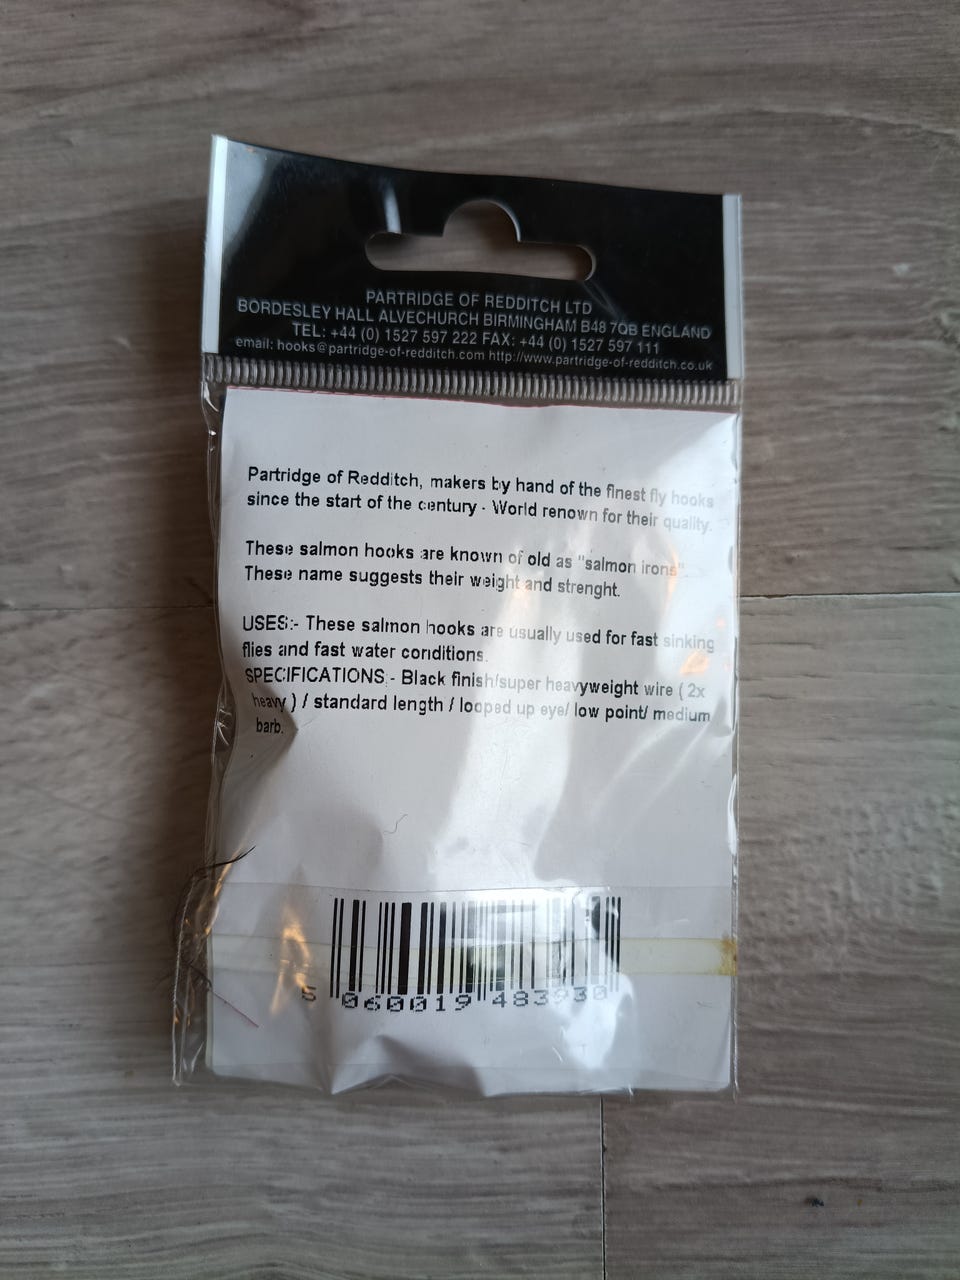 PARTRIDGE OF REDDITCH LTD
BORDESLEY HALL ALVECHURCH BIRMINGHAM B48 7QB ENGLAND
TEL: +44 (0) 1527 597 222 FAX: +44 (0) 1527 597 111
email: hooks@partridge-of-redditch.com http://www.partridge-of-redditch.co.uk
Partridge of Redditch, makers by hand of the finest fly hooks
since the start of the century - World renown for their quality.
These salmon hooks are known of old as "salmon irons"
These name suggests their weight and strenght.
USES:- These salmon hooks are usually used for fast sinking
flies and fast water conditions.
SPECIFICATIONS:- Black finish/super heavyweight wire ( 2x
heavy ) / standard length / looped up eye/ low point/ medium
barb.
5 060019 483930